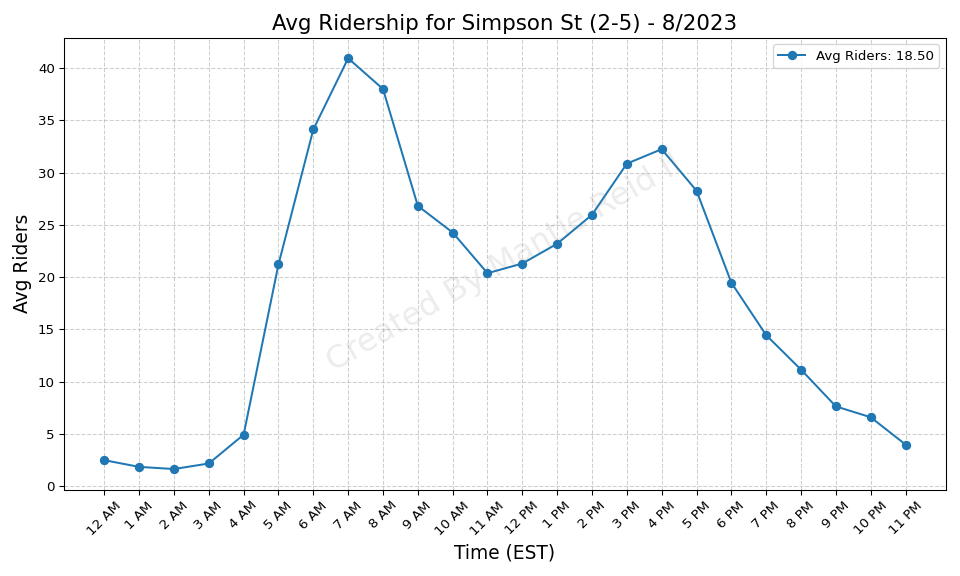 Avg Ridership for Simpson St (2-5) - 8/2023
Avg Riders: 18.50
Avg Riders
40
35
30
25
20
15
10
5
0
Created By Mantie Reid I
12 AM 1 AM 2 AM 3 AM 4 AM 5 AM 6 AM 7 AM 8 AM 9 AM 10 AM 11 AM 12 PM 1 PM 2 PM 3 PM 4 PM 5 PM 6 PM 7 PM 8 PM 9 PM 10 PM 11 PM
Time (EST)